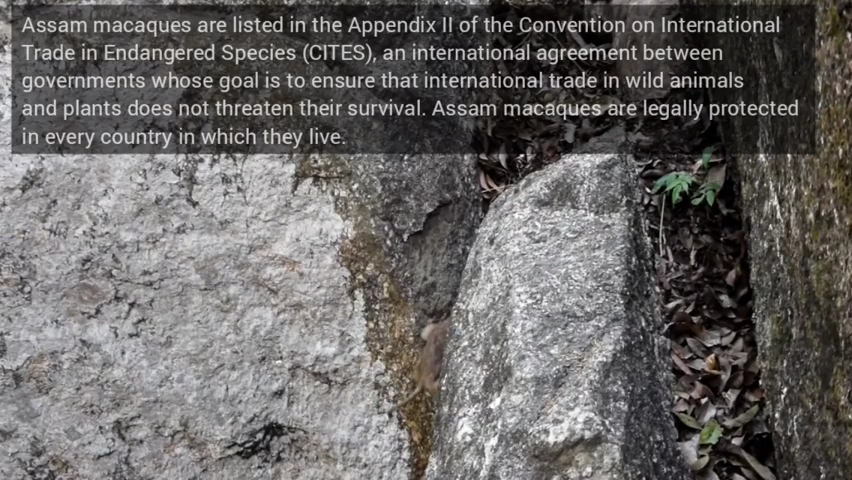 Assam macaques are listed in the Appendix II of the Convention on International
Trade in Endangered Species (CITES), an international agreement between
governments whose goal is to ensure that international trade in wild animals
and plants does not threaten their survival. Assam macaques are legally protected
in every country in which they live.